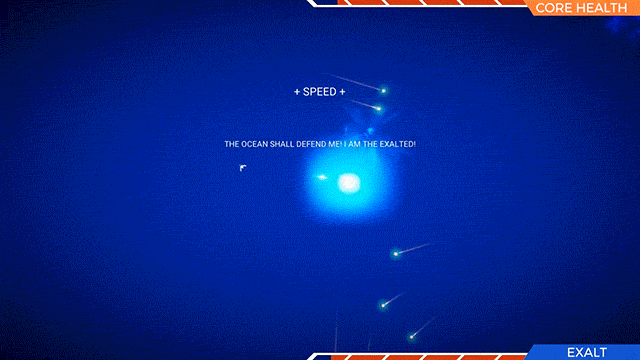 CORE HEALTH
+ SPEED +
THE OCEAN SHALL DEFEND ME! I AM THE EXALTED!
EXALT